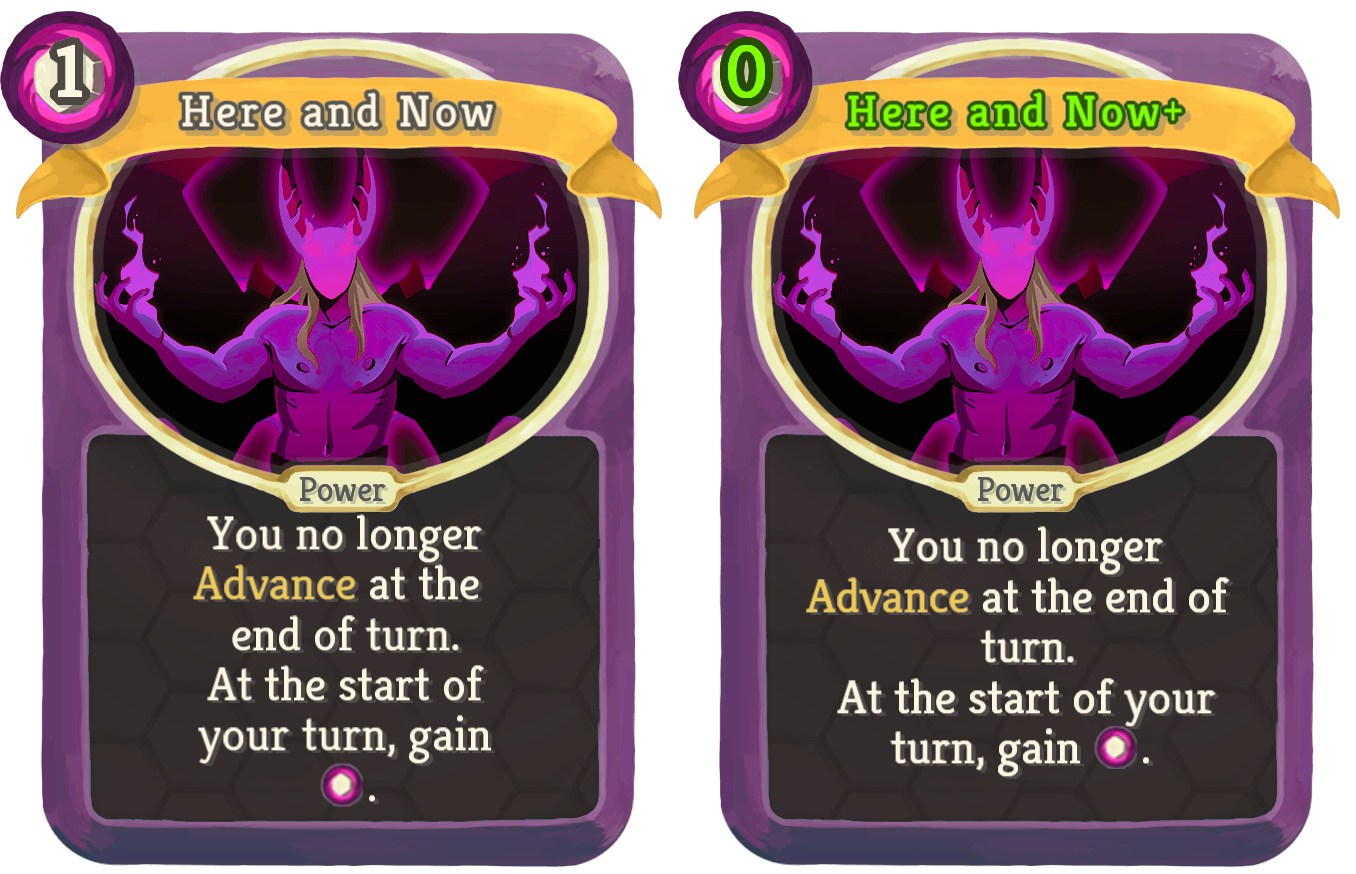 1
Here and Now
Power
You no longer
Advance at the
end of turn.
At the start of
your turn, gain
.
0
Here and Now+
Power
You no longer
Advance at the end of
turn.
At the start of your
turn, gain .